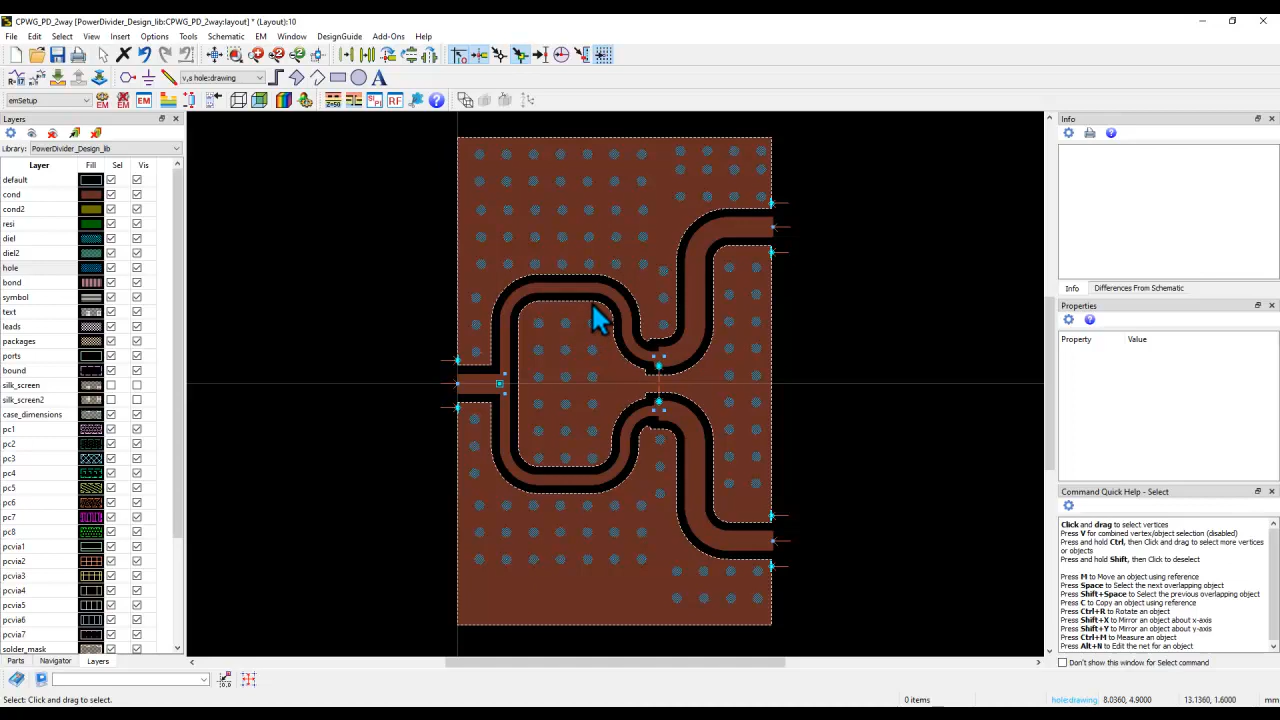 CPWG_PD_2way [PowerDivider_Design_lib:CPWG_PD_2way:layout] * (Layout):10
File Edit Select View Insert Options Tools Schematic EM Window DesignGuide Add-Ons Help
v,s hole:drawing
emSetup
EM EM EM
Z=50 SI/PI RF
Layers
Library: PowerDivider_Design_lib
Layer Fill Sel Vis
default
cond
cond2
resi
diel
diel2
hole
bond
symbol
text
leads
packages
ports
bound
silk_screen
silk_screen2
case_dimensions
pc1
pc2
pc3
pc4
pc5
pc6
pc7
pc8
pcvia1
pcvia2
pcvia3
pcvia4
pcvia5
pcvia6
pcvia7
solder_mask
Parts Navigator Layers
Info
Info Differences From Schematic
Properties
Property Value
Command Quick Help - Select
Click and drag to select vertices
Press V for combined vertex/object selection (disabled)
Press and hold Ctrl, then Click and drag to select more vertices
or objects
Press and hold Shift, then Click to deselect
Press M to Move an object using reference
Press Space to Select the next overlapping object
Press Shift+Space to Select the previous overlapping object
Press C to Copy an object using reference
Press Ctrl+R to Rotate an object
Press Shift+X to Mirror an object about x-axis
Press Shift+Y to Mirror an object about y-axis
Press Ctrl+M to Measure an object
Press Alt+N to Edit the net for an object
Don't show this window for Select command
Select: Click and drag to select.
0 items
hole:drawing 8.0360, 4.9000 13.1360, 1.6000 mm